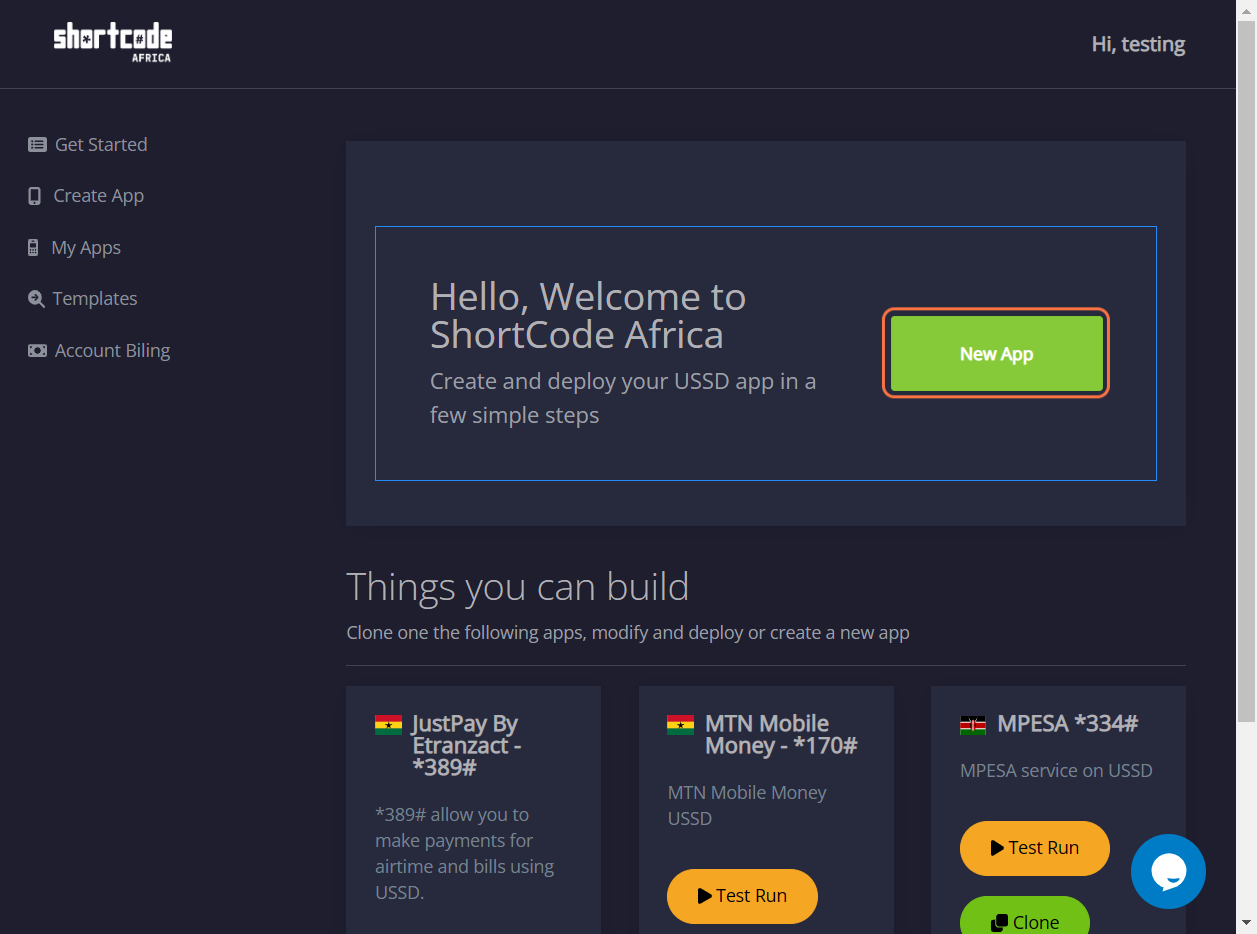 shortcode
AFRICA
Hi, testing
Get Started
Create App
My Apps
Templates
Account Biling
Hello, Welcome to
ShortCode Africa
Create and deploy your USSD app in a
few simple steps
New App
Things you can build
Clone one the following apps, modify and deploy or create a new app
JustPay By
Etranzact -
*389#
*389# allow you to
make payments for
airtime and bills using
USSD.
MTN Mobile
Money - *170#
MTN Mobile Money
USSD
Test Run
MPESA *334#
MPESA service on USSD
Test Run
Clone